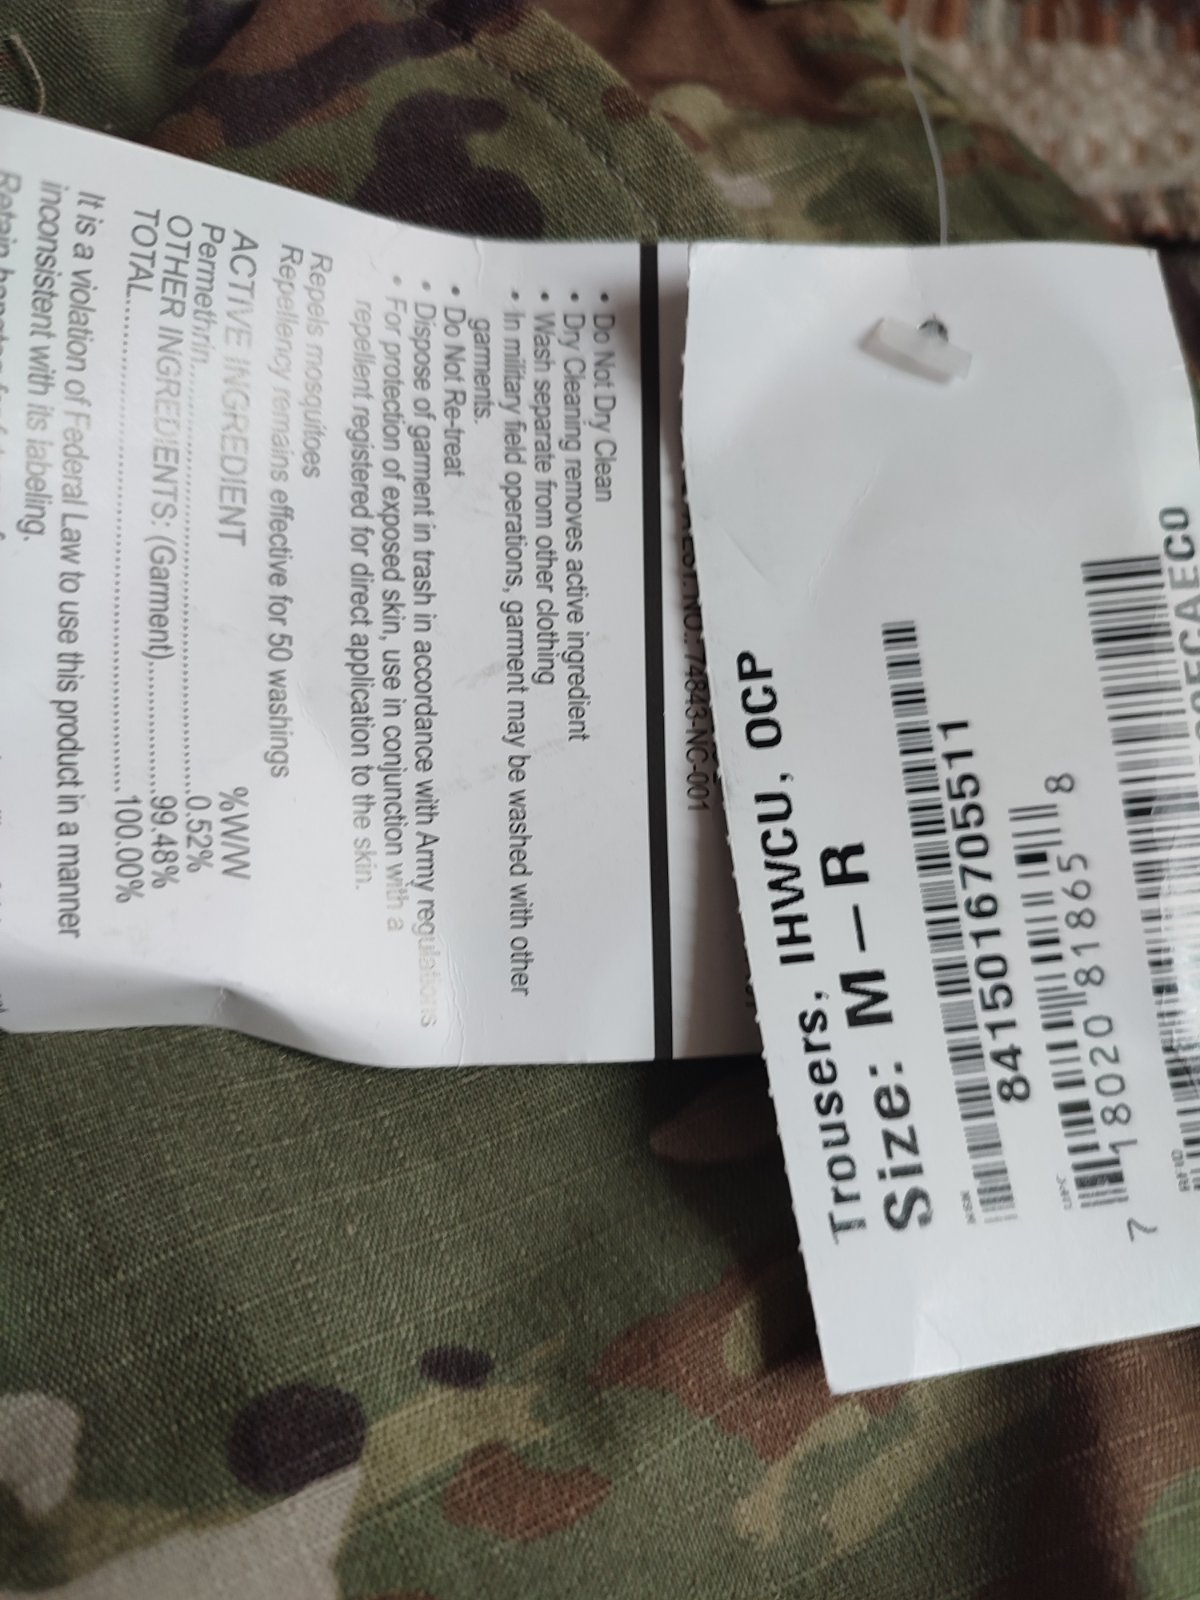 Trousers, IHWCU, OCP
Size: M – R
8415016705511
7 18020 81865 8
74843-NC-001
• Do Not Dry Clean
• Dry Cleaning removes active ingredient
• Wash separate from other clothing
• In military field operations, garment may be washed with other
garments.
• Do Not Re-treat
• Dispose of garment in trash in accordance with Army regulations
• For protection of exposed skin, use in conjunction with a
repellent registered for direct application to the skin.
Repels mosquitoes
Repellency remains effective for 50 washings
ACTIVE INGREDIENT %W/W
Permethrin..........0.52%
OTHER INGREDIENTS: (Garment)..........99.48%
TOTAL..........100.00%
It is a violation of Federal Law to use this product in a manner
inconsistent with its labeling.